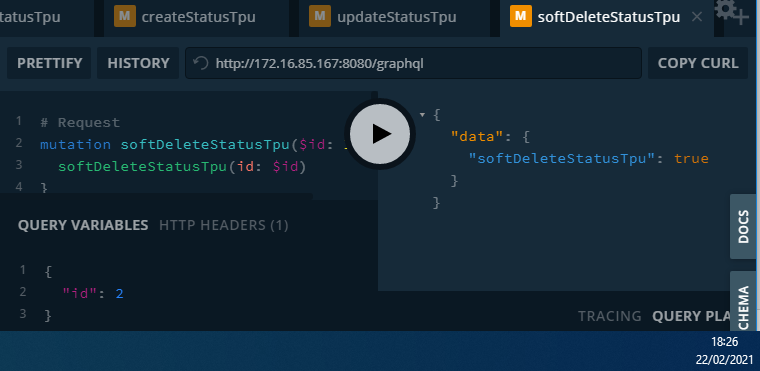 tatusTpu
M createStatusTpu
M updateStatusTpu
M softDeleteStatusTpu
PRETTIFY
HISTORY
http://172.16.85.167:8080/graphql
COPY CURL
1 # Request
2 mutation softDeleteStatusTpu($id:
3 softDeleteStatusTpu(id: $id)
4 }
{
"data": {
"softDeleteStatusTpu": true
}
}
QUERY VARIABLES
HTTP HEADERS (1)
1 {
2 "id": 2
3 }
DOCS
CHEMA
TRACING
QUERY PLA
18:26
22/02/2021